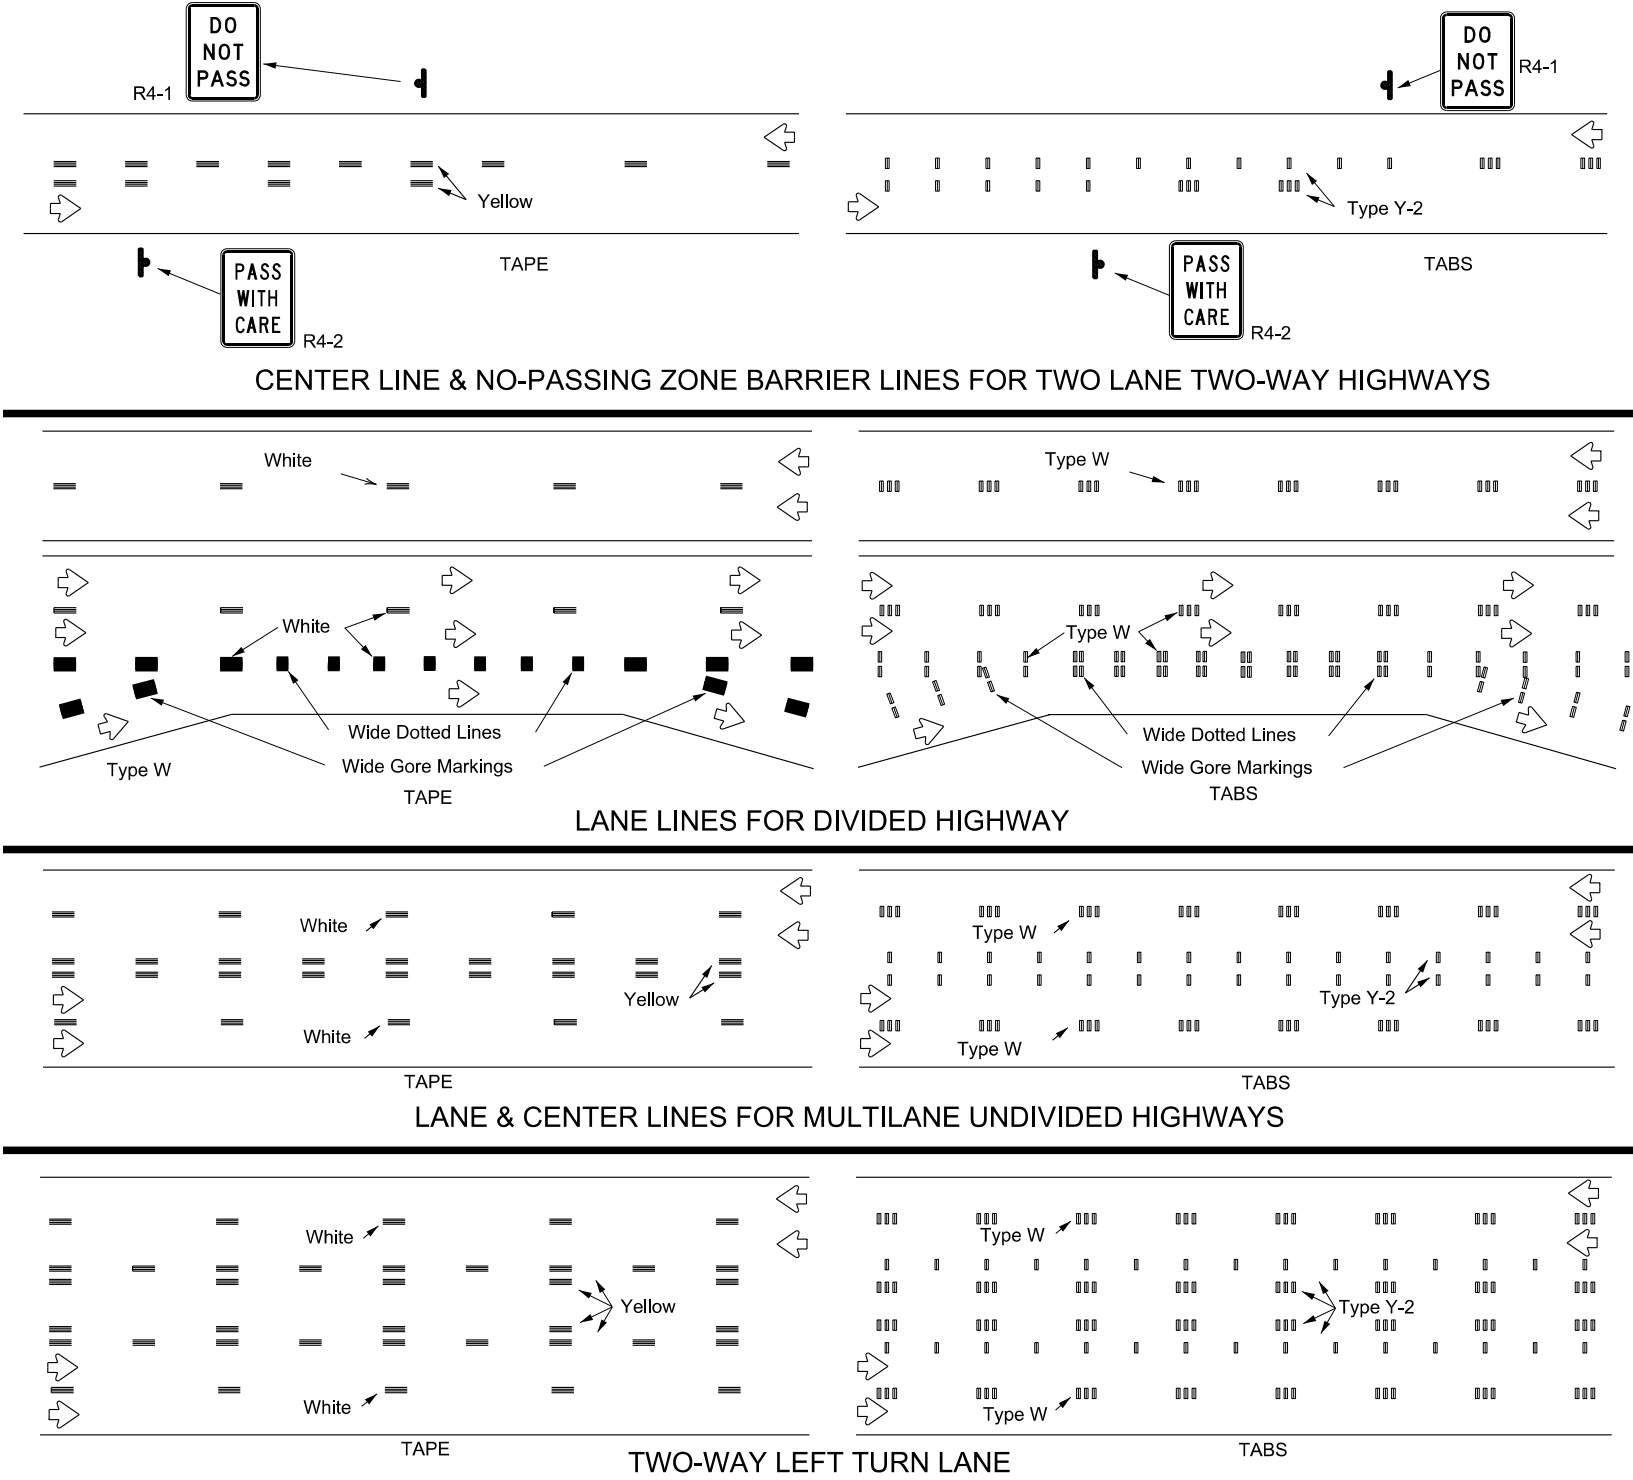 DO
NOT
PASS
R4-1
Yellow
PASS
WITH
CARE
R4-2
TAPE
DO
NOT
PASS
R4-1
Type Y-2
PASS
WITH
CARE
R4-2
TABS
CENTER LINE & NO-PASSING ZONE BARRIER LINES FOR TWO LANE TWO-WAY HIGHWAYS
White
White
Wide Dotted Lines
Wide Gore Markings
Type W
TAPE
Type W
Type W
Wide Dotted Lines
Wide Gore Markings
TABS
LANE LINES FOR DIVIDED HIGHWAY
White
Yellow
White
TAPE
Type W
Type Y-2
Type W
TABS
LANE & CENTER LINES FOR MULTILANE UNDIVIDED HIGHWAYS
White
Yellow
White
TAPE
Type W
Type Y-2
Type W
TABS
TWO-WAY LEFT TURN LANE